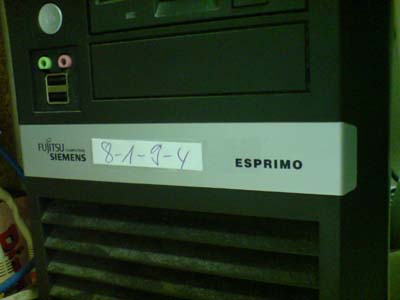 FUJITSU COMPUTERS
SIEMENS
8-1-9-4
ESPRIMO